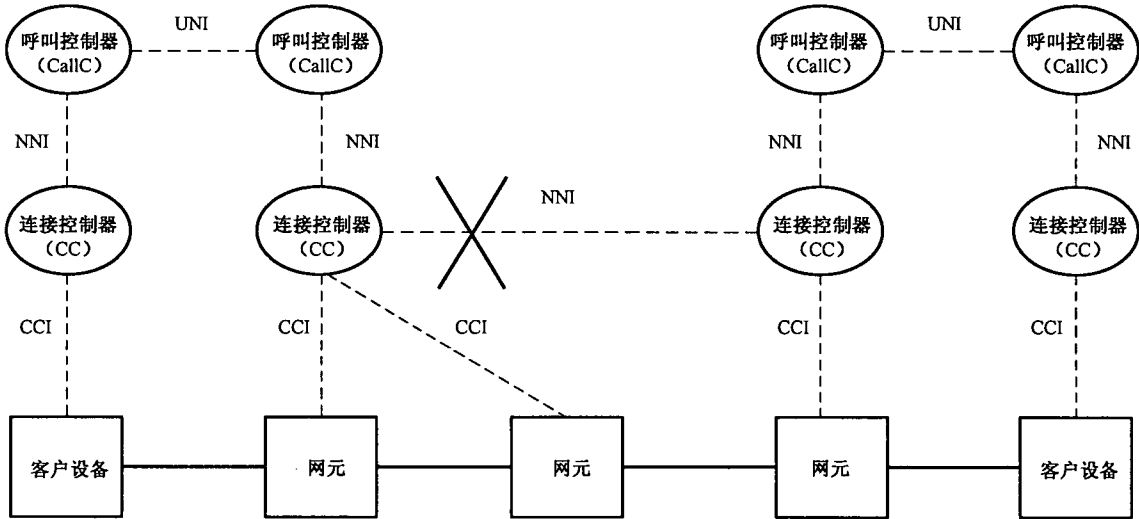 UNI
UNI
呼叫控制器
（CallC）
呼叫控制器
（CallC）
呼叫控制器
（CallC）
呼叫控制器
（CallC）
NNI
NNI
NNI
NNI
NNI
连接控制器
（CC）
连接控制器
（CC）
连接控制器
（CC）
连接控制器
（CC）
CCI
CCI
CCI
CCI
CCI
客户设备
网元
网元
网元
客户设备